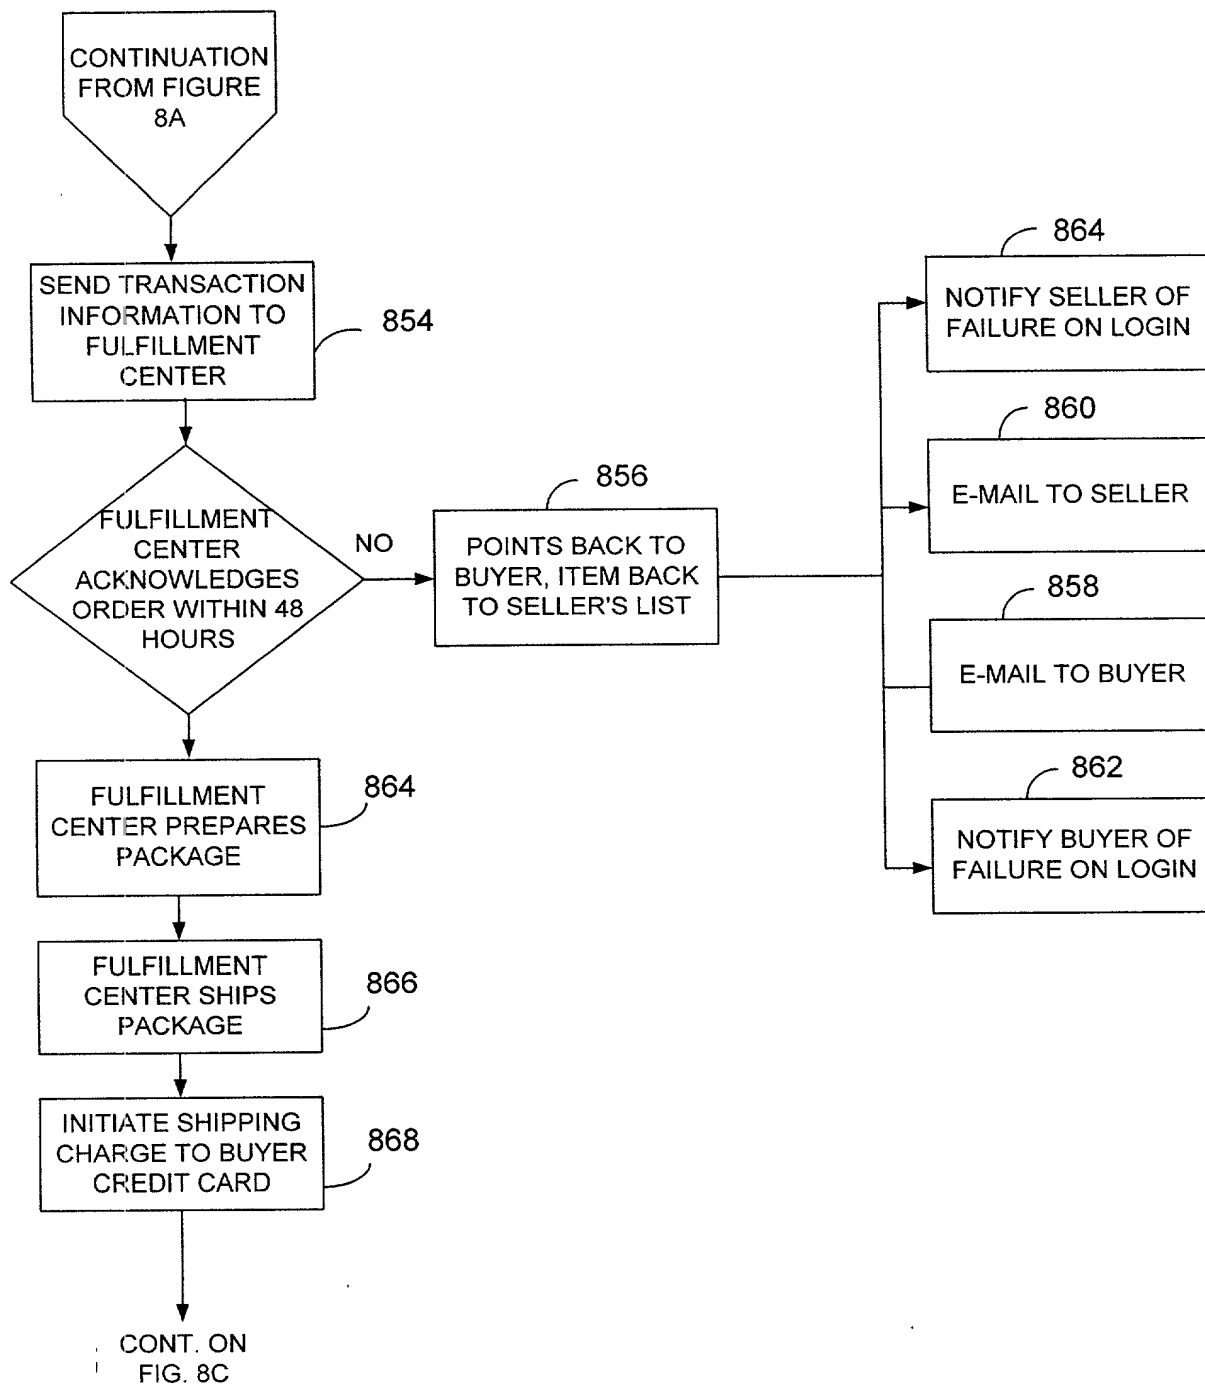 CONTINUATION
FROM FIGURE
8A
SEND TRANSACTION
INFORMATION TO
FULFILLMENT
CENTER
854
FULFILLMENT
CENTER
ACKNOWLEDGES
ORDER WITHIN 48
HOURS
NO
856
POINTS BACK TO
BUYER, ITEM BACK
TO SELLER'S LIST
864
NOTIFY SELLER OF
FAILURE ON LOGIN
860
E-MAIL TO SELLER
858
E-MAIL TO BUYER
862
NOTIFY BUYER OF
FAILURE ON LOGIN
FULFILLMENT
CENTER PREPARES
PACKAGE
864
FULFILLMENT
CENTER SHIPS
PACKAGE
866
INITIATE SHIPPING
CHARGE TO BUYER
CREDIT CARD
868
CONT. ON
FIG. 8C